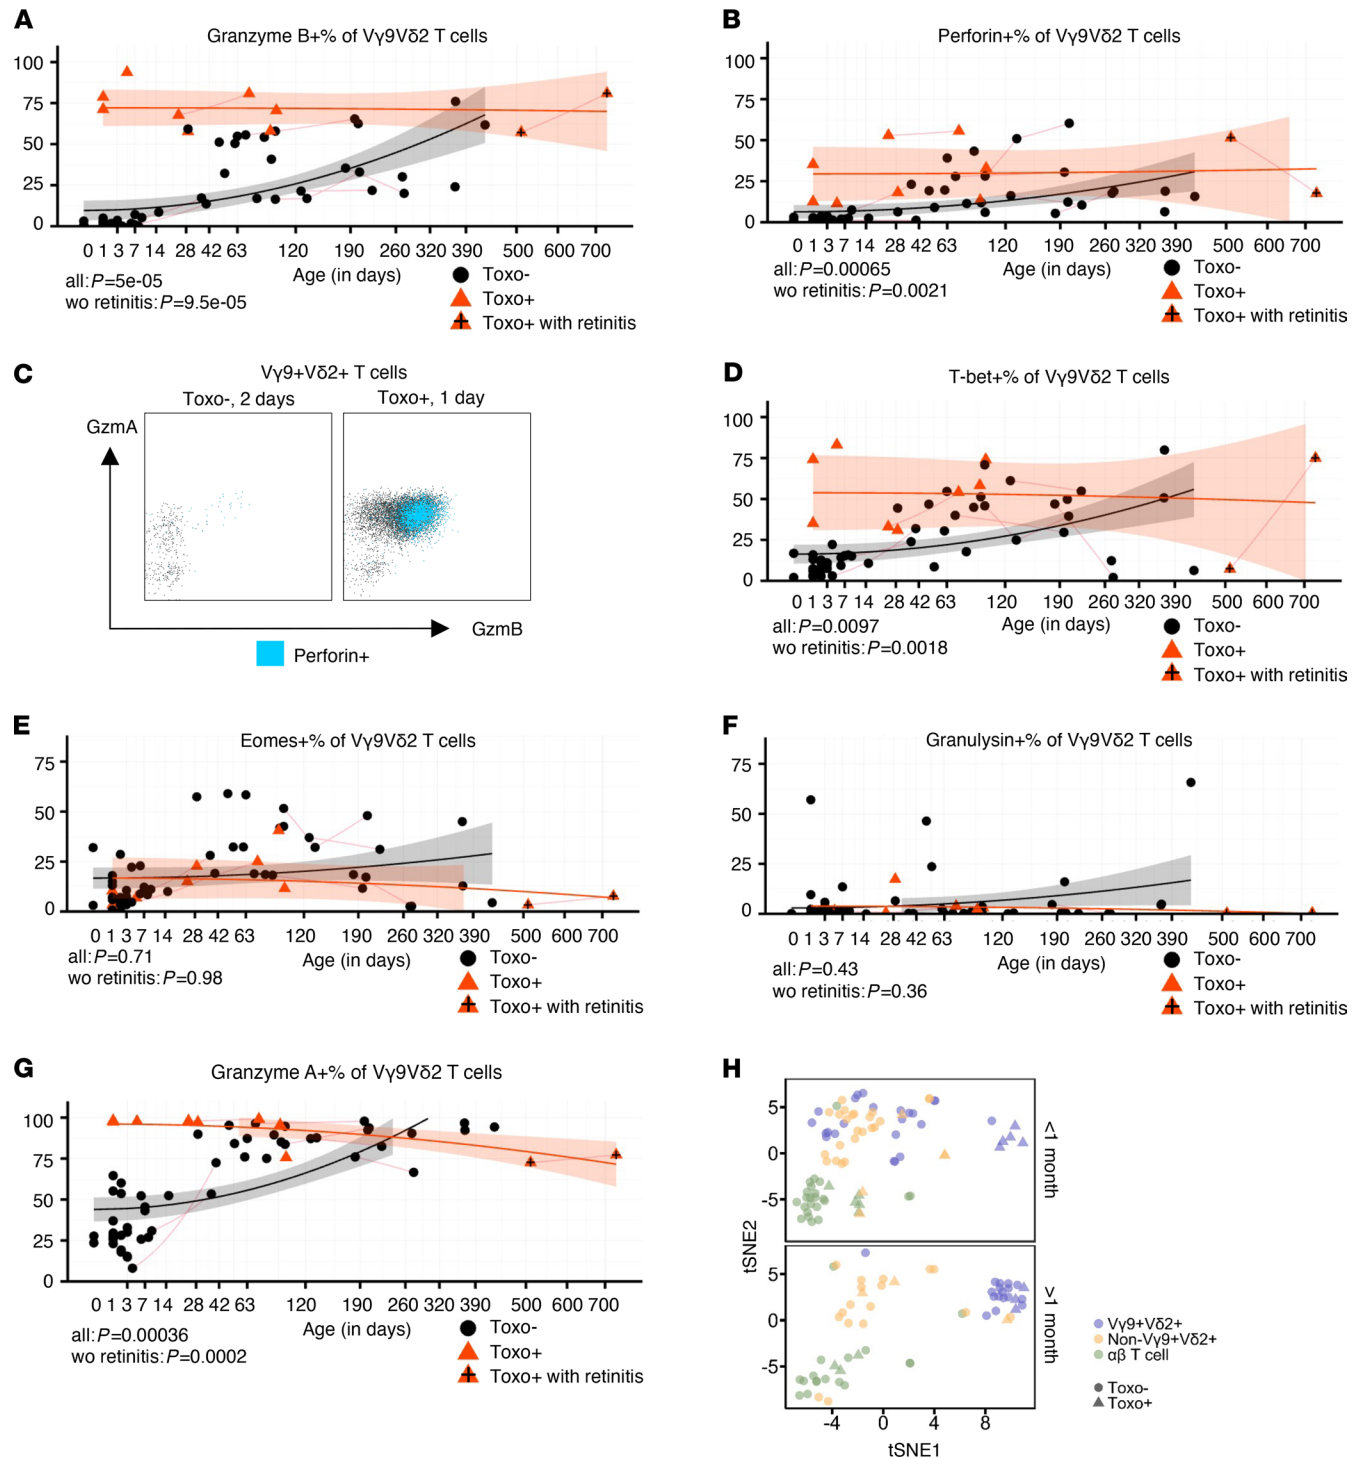 A
Granzyme B+% of Vγ9Vδ2 T cells
100
75
50
25
0
0 1 3 7 14 28 42 63 120 190 260 320 390 500 600 700
Age (in days)
all: P=5e-05
wo retinitis: P=9.5e-05
Toxo-
Toxo+
Toxo+ with retinitis
B
Perforin+% of Vγ9Vδ2 T cells
100
75
50
25
0
0 1 3 7 14 28 42 63 120 190 260 320 390 500 600 700
Age (in days)
all: P=0.00065
wo retinitis: P=0.0021
Toxo-
Toxo+
Toxo+ with retinitis
C
Vγ9+Vδ2+ T cells
Toxo-, 2 days
Toxo+, 1 day
GzmA
GzmB
Perforin+
D
T-bet+% of Vγ9Vδ2 T cells
100
75
50
25
0
0 1 3 7 14 28 42 63 120 190 260 320 390 500 600 700
Age (in days)
all: P=0.0097
wo retinitis: P=0.0018
Toxo-
Toxo+
Toxo+ with retinitis
E
Eomes+% of Vγ9Vδ2 T cells
75
50
25
0
0 1 3 7 14 28 42 63 120 190 260 320 390 500 600 700
Age (in days)
all: P=0.71
wo retinitis: P=0.98
Toxo-
Toxo+
Toxo+ with retinitis
F
Granulysin+% of Vγ9Vδ2 T cells
75
50
25
0
0 1 3 7 14 28 42 63 120 190 260 320 390 500 600 700
Age (in days)
all: P=0.43
wo retinitis: P=0.36
Toxo-
Toxo+
Toxo+ with retinitis
G
Granzyme A+% of Vγ9Vδ2 T cells
100
75
50
25
0
0 1 3 7 14 28 42 63 120 190 260 320 390 500 600 700
Age (in days)
all: P=0.00036
wo retinitis: P=0.0002
Toxo-
Toxo+
Toxo+ with retinitis
H
5
0
-5
<1 month
5
0
-5
>1 month
tSNE2
-4 0 4 8
tSNE1
Vγ9+Vδ2+
Non-Vγ9+Vδ2+
αβ T cell
Toxo-
Toxo+